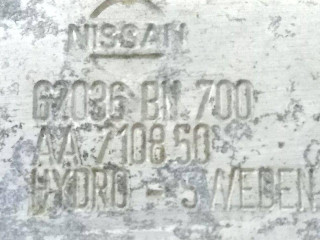 NISSAN
62036 BN 700
AA 7108 50
HYDRO - SWEDEN